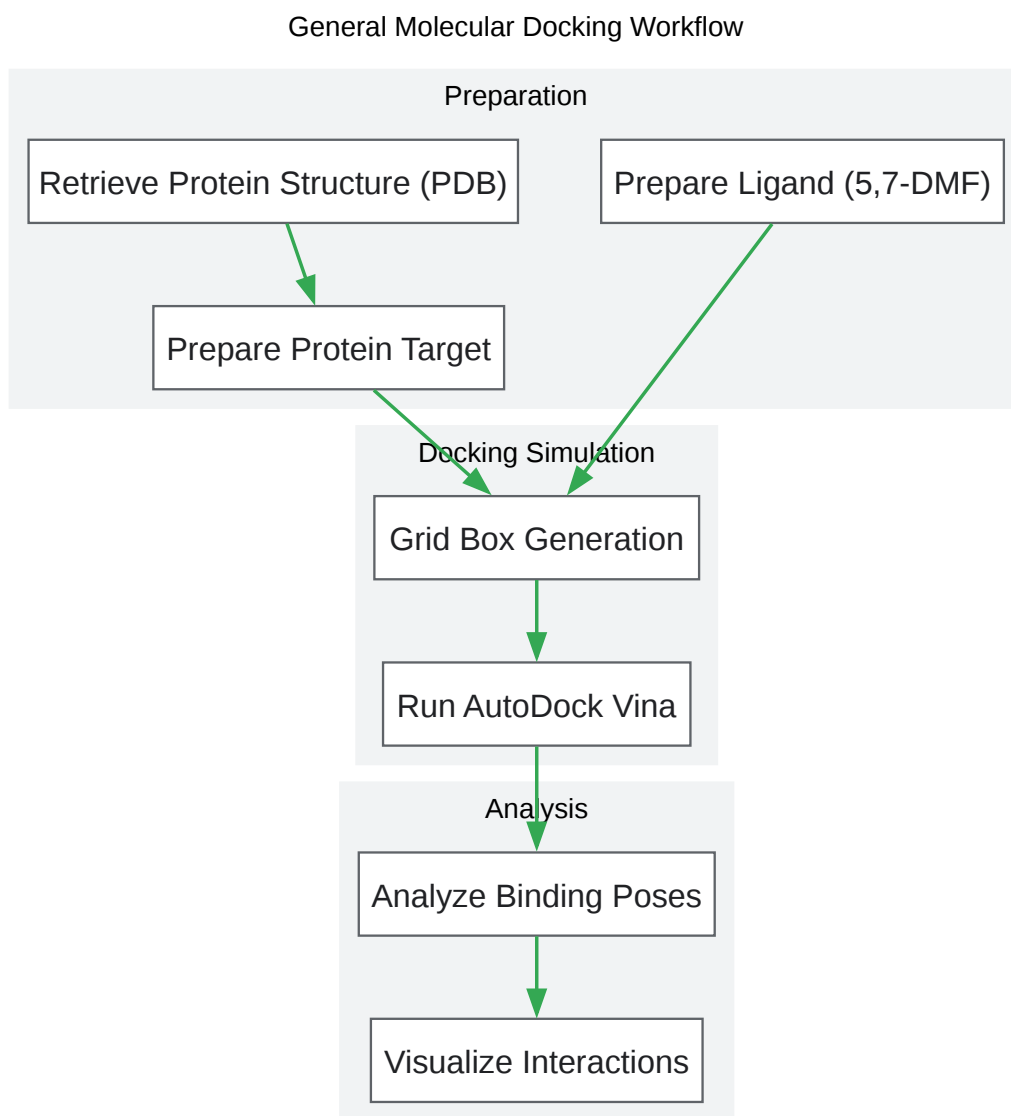 General Molecular Docking Workflow
Preparation
Retrieve Protein Structure (PDB)
Prepare Ligand (5,7-DMF)
Prepare Protein Target
Docking Simulation
Grid Box Generation
Run AutoDock Vina
Analysis
Analyze Binding Poses
Visualize Interactions